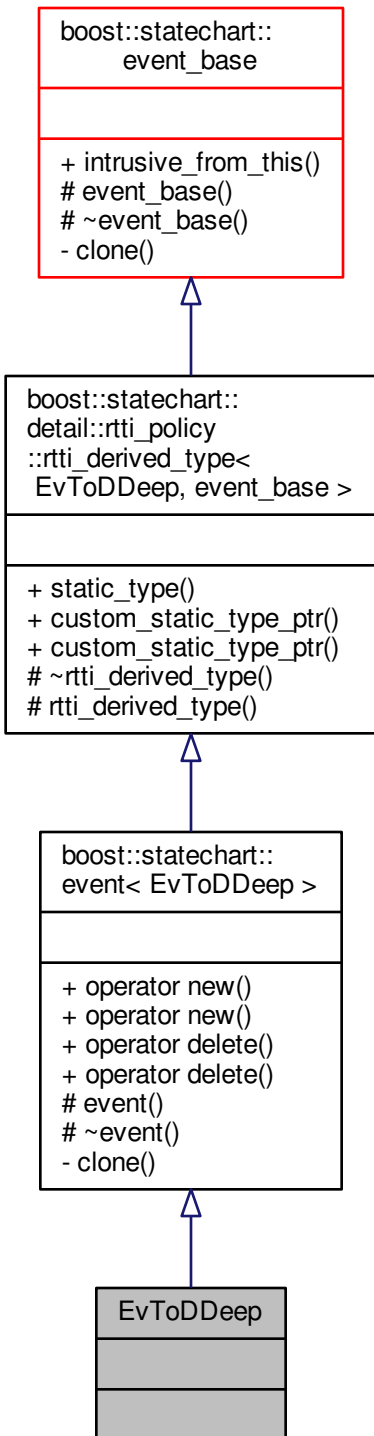 boost::statechart::
event_base
+ intrusive_from_this()
# event_base()
# ~event_base()
- clone()
boost::statechart::
detail::rtti_policy
::rtti_derived_type<
EvToDDeep, event_base >
+ static_type()
+ custom_static_type_ptr()
+ custom_static_type_ptr()
# ~rtti_derived_type()
# rtti_derived_type()
boost::statechart::
event< EvToDDeep >
+ operator new()
+ operator new()
+ operator delete()
+ operator delete()
# event()
# ~event()
- clone()
EvToDDeep